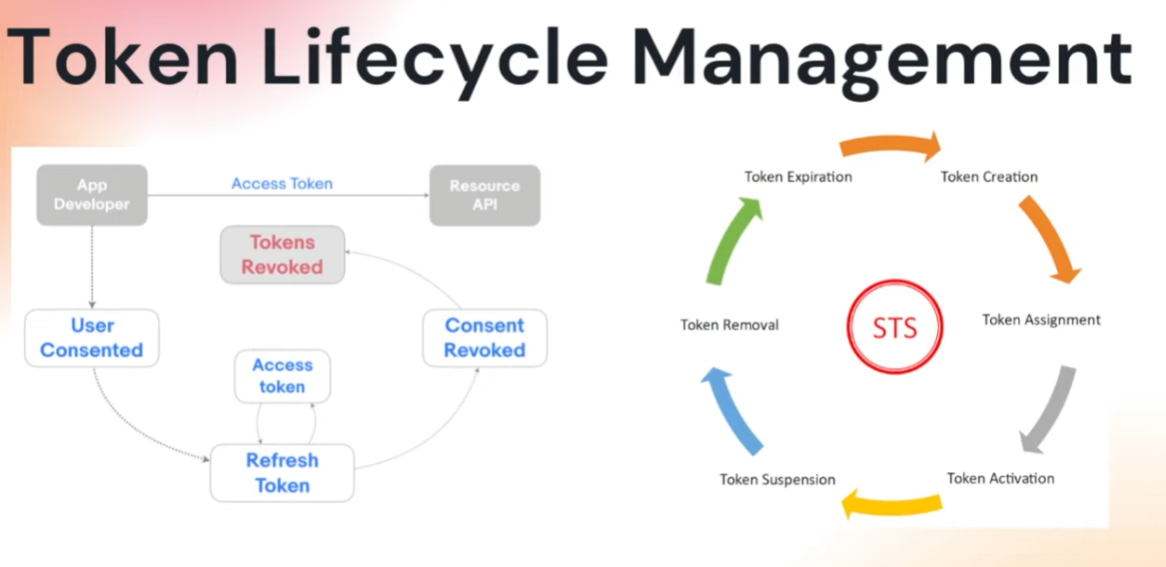 Token Lifecycle Management
App
Developer
Access Token
Resource
API
Tokens
Revoked
User
Consented
Consent
Revoked
Access
token
Refresh
Token
Token Expiration
Token Creation
Token Removal
STS
Token Assignment
Token Suspension
Token Activation